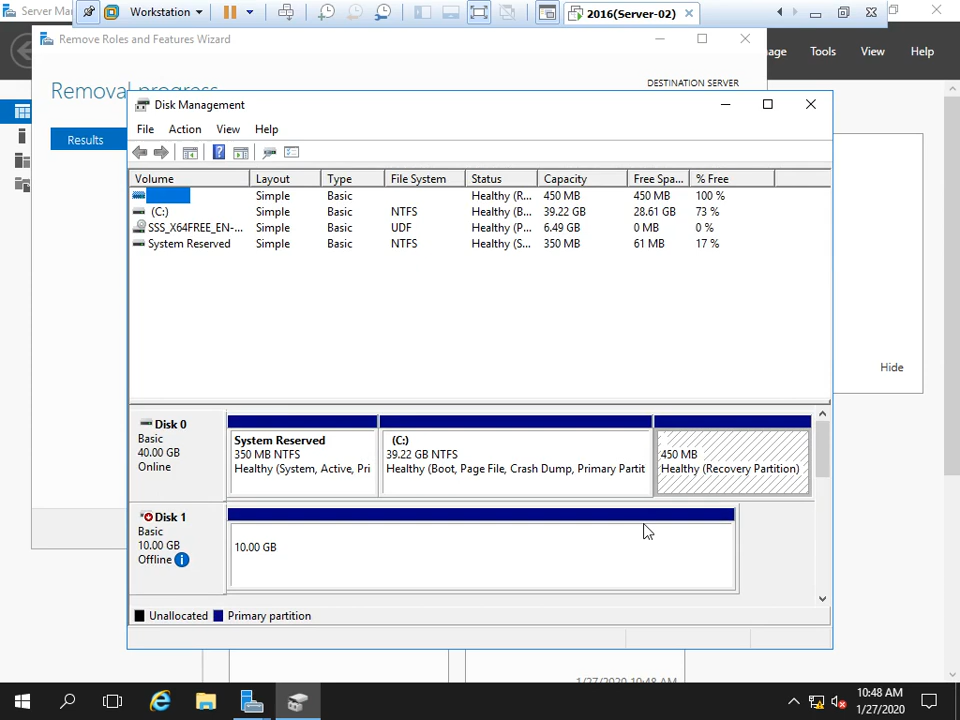 Server Ma
Workstation
2016(Server-02)
Remove Roles and Features Wizard
age Tools View Help
Removal progress
DESTINATION SERVER
Disk Management
Results
File Action View Help
Volume Layout Type File System Status Capacity Free Spa... % Free
Simple Basic Healthy (R... 450 MB 450 MB 100 %
(C:) Simple Basic NTFS Healthy (B... 39.22 GB 28.61 GB 73 %
SSS_X64FREE_EN-... Simple Basic UDF Healthy (P... 6.49 GB 0 MB 0 %
System Reserved Simple Basic NTFS Healthy (S... 350 MB 61 MB 17 %
Hide
Disk 0
Basic
40.00 GB
Online
System Reserved
350 MB NTFS
Healthy (System, Active, Pri
(C:)
39.22 GB NTFS
Healthy (Boot, Page File, Crash Dump, Primary Partit
450 MB
Healthy (Recovery Partition)
Disk 1
Basic
10.00 GB
Offline
10.00 GB
Unallocated Primary partition
1/27/2020 10:48 AM
10:48 AM
1/27/2020